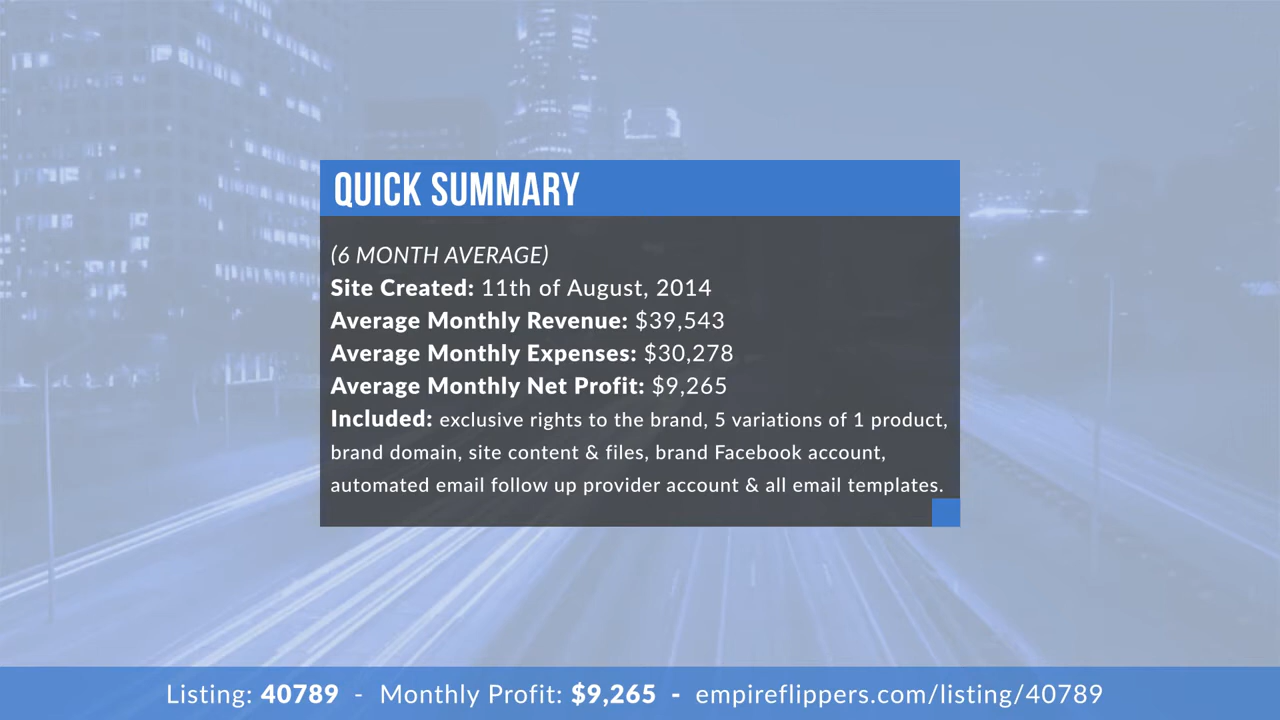 QUICK SUMMARY
(6 MONTH AVERAGE)
Site Created: 11th of August, 2014
Average Monthly Revenue: $39,543
Average Monthly Expenses: $30,278
Average Monthly Net Profit: $9,265
Included: exclusive rights to the brand, 5 variations of 1 product,
brand domain, site content & files, brand Facebook account,
automated email follow up provider account & all email templates.
Listing: 40789 - Monthly Profit: $9,265 - empireflippers.com/listing/40789